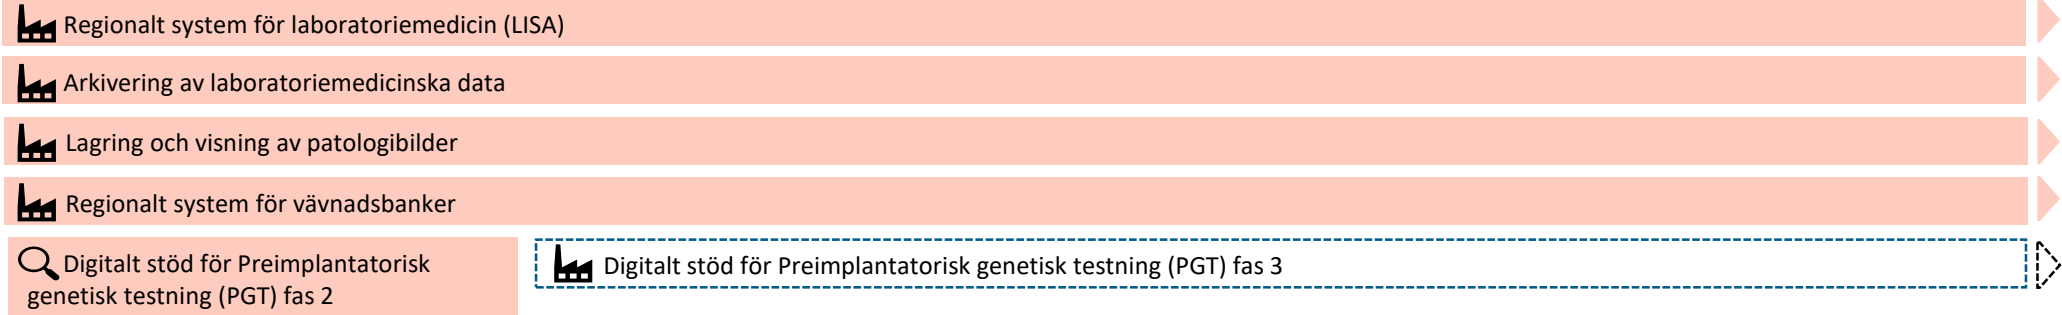 Regionalt system för laboratoriemedicin (LISA)
Arkivering av laboratoriemedicinska data
Lagring och visning av patologibilder
Regionalt system för vävnadsbanker
Digitalt stöd för Preimplantatorisk
genetisk testning (PGT) fas 2
Digitalt stöd för Preimplantatorisk genetisk testning (PGT) fas 3